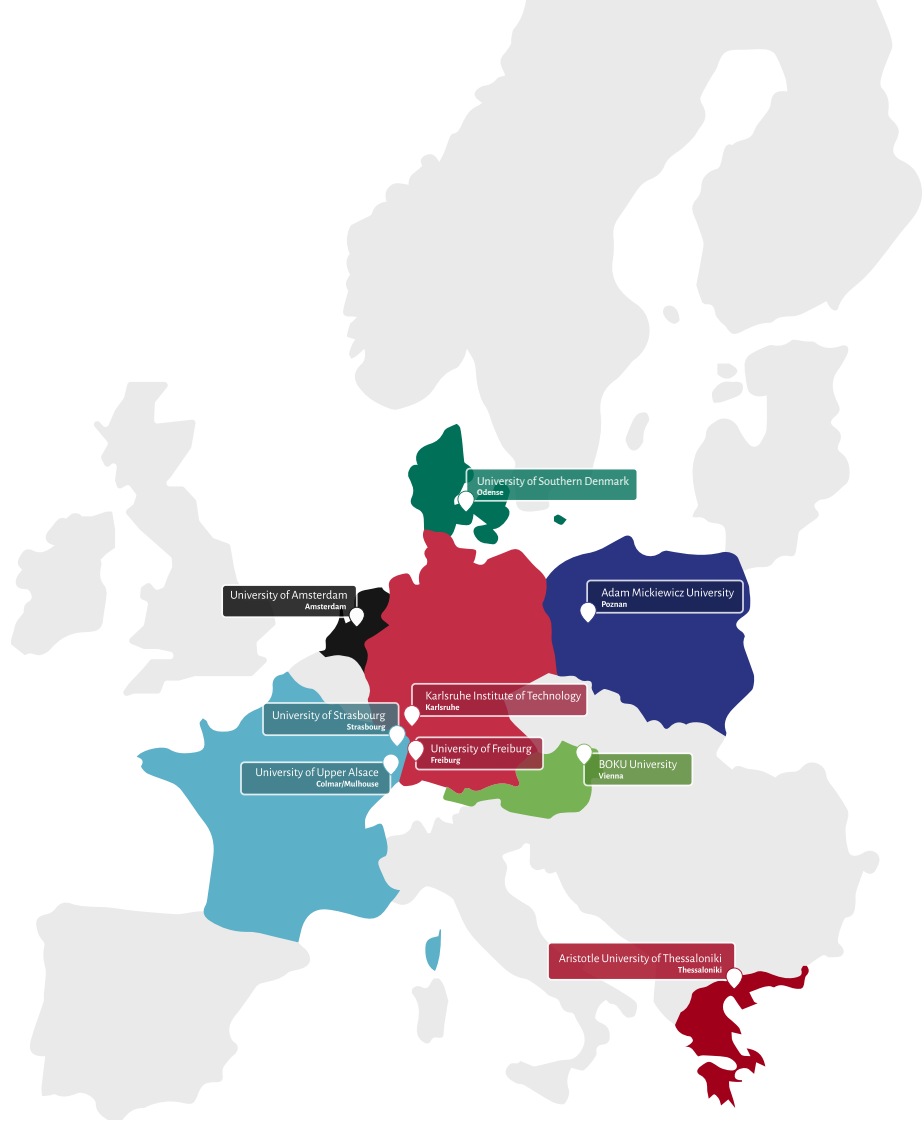 University of Southern Denmark
Odense
University of Amsterdam
Amsterdam
Adam Mickiewicz University
Poznan
Karlsruhe Institute of Technology
Karlsruhe
University of Strasbourg
Strasbourg
University of Freiburg
Freiburg
BOKU University
Vienna
University of Upper Alsace
Colmar/Mulhouse
Aristotle University of Thessaloniki
Thessaloniki